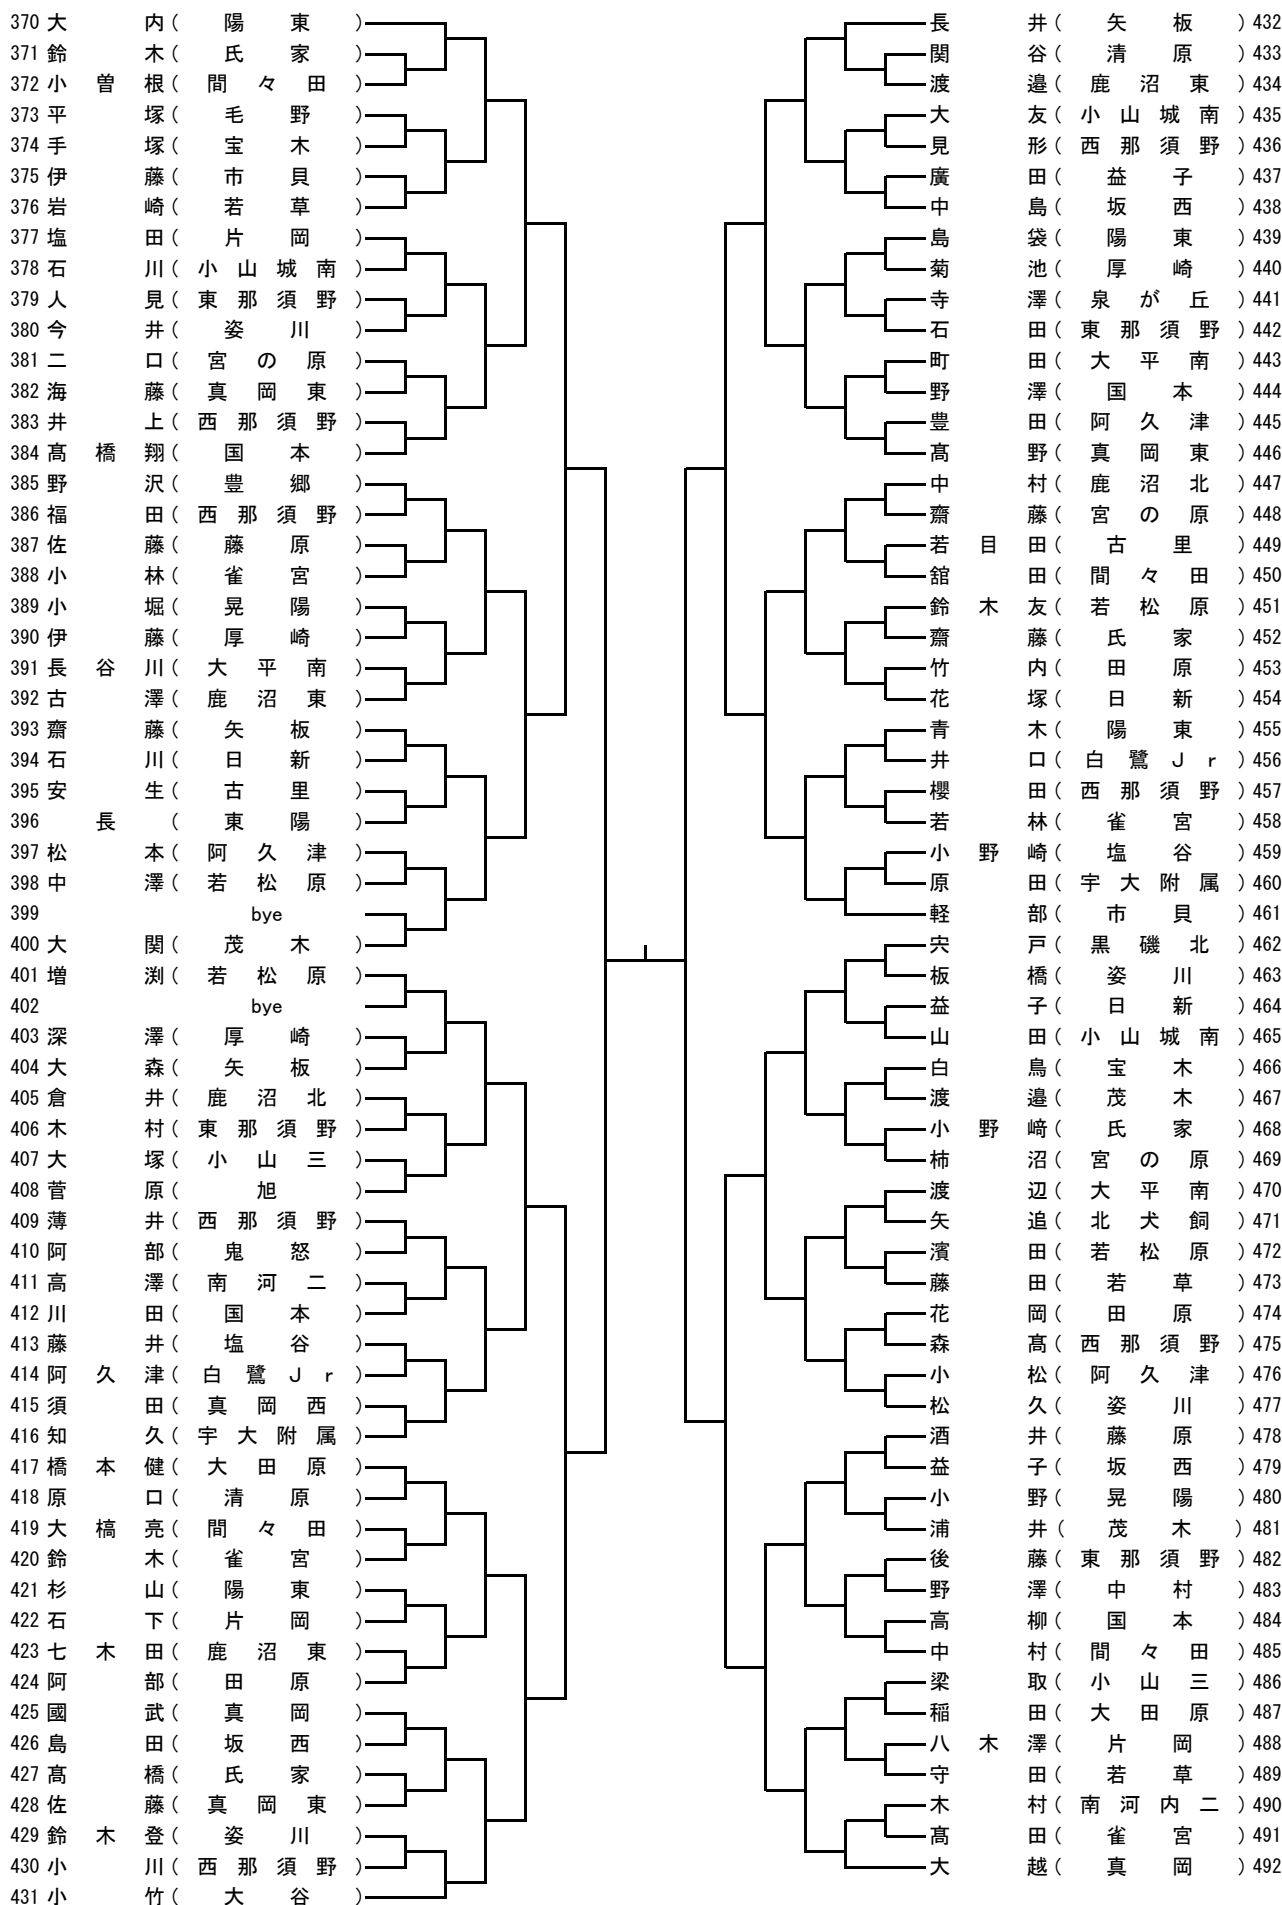 370 大内(陽東)
371 鈴木(氏家)
372 小曽根(間々田)
373 平塚(毛野)
374 手塚(宝木)
375 伊藤(市貝)
376 岩崎(若草)
377 塩田(片岡)
378 石川(小山城南)
379 人見(東那須野)
380 今井(姿川)
381 二口(宮の原)
382 海藤(真岡東)
383 井上(西那須野)
384 髙橋翔(国本)
385 野沢(豊郷)
386 福田(西那須野)
387 佐藤(藤原)
388 小林(雀宮)
389 小堀(晃陽)
390 伊藤(厚崎)
391 長谷川(大平南)
392 古澤(鹿沼東)
393 齋藤(矢板)
394 石川(日新)
395 安生(古里)
396 長(東陽)
397 松本(阿久津)
398 中澤(若松原)
399 bye
400 大関(茂木)
401 増渕(若松原)
402 bye
403 深澤(厚崎)
404 大森(矢板)
405 倉井(鹿沼北)
406 木村(東那須野)
407 大塚(小山三)
408 菅原(旭)
409 薄井(西那須野)
410 阿部(鬼怒)
411 高澤(南河二)
412 川田(国本)
413 藤井(塩谷)
414 阿久津(白鷺Jr)
415 須田(真岡西)
416 知久(宇大附属)
417 橋本健(大田原)
418 原口(清原)
419 大槁亮(間々田)
420 鈴木(雀宮)
421 杉山(陽東)
422 石下(片岡)
423 七木田(鹿沼東)
424 阿部(田原)
425 國武(真岡)
426 島田(坂西)
427 髙橋(氏家)
428 佐藤(真岡東)
429 鈴木登(姿川)
430 小川(西那須野)
431 小竹(大谷)
長井(矢板)432
関谷(清原)433
渡邉(鹿沼東)434
大友(小山城南)435
見形(西那須野)436
廣田(益子)437
中島(坂西)438
島袋(陽東)439
菊池(厚崎)440
寺澤(泉が丘)441
石田(東那須野)442
町田(大平南)443
野澤(国本)444
豊田(阿久津)445
髙野(真岡東)446
中村(鹿沼北)447
齋藤(宮の原)448
若目田(古里)449
舘田(間々田)450
鈴木友(若松原)451
齋藤(氏家)452
竹内(田原)453
花塚(日新)454
青木(陽東)455
井口(白鷺Jr)456
櫻田(西那須野)457
若林(雀宮)458
小野崎(塩谷)459
原田(宇大附属)460
軽部(市貝)461
宍戸(黒磯北)462
板橋(姿川)463
益子(日新)464
山田(小山城南)465
白鳥(宝木)466
渡邉(茂木)467
小野﨑(氏家)468
柿沼(宮の原)469
渡辺(大平南)470
矢追(北犬飼)471
濱田(若松原)472
藤田(若草)473
花岡(田原)474
森髙(西那須野)475
小松(阿久津)476
松久(姿川)477
酒井(藤原)478
益子(坂西)479
小野(晃陽)480
浦井(茂木)481
後藤(東那須野)482
野澤(中村)483
高柳(国本)484
中村(間々田)485
梁取(小山三)486
稲田(大田原)487
八木澤(片岡)488
守田(若草)489
木村(南河内二)490
髙田(雀宮)491
大越(真岡)492